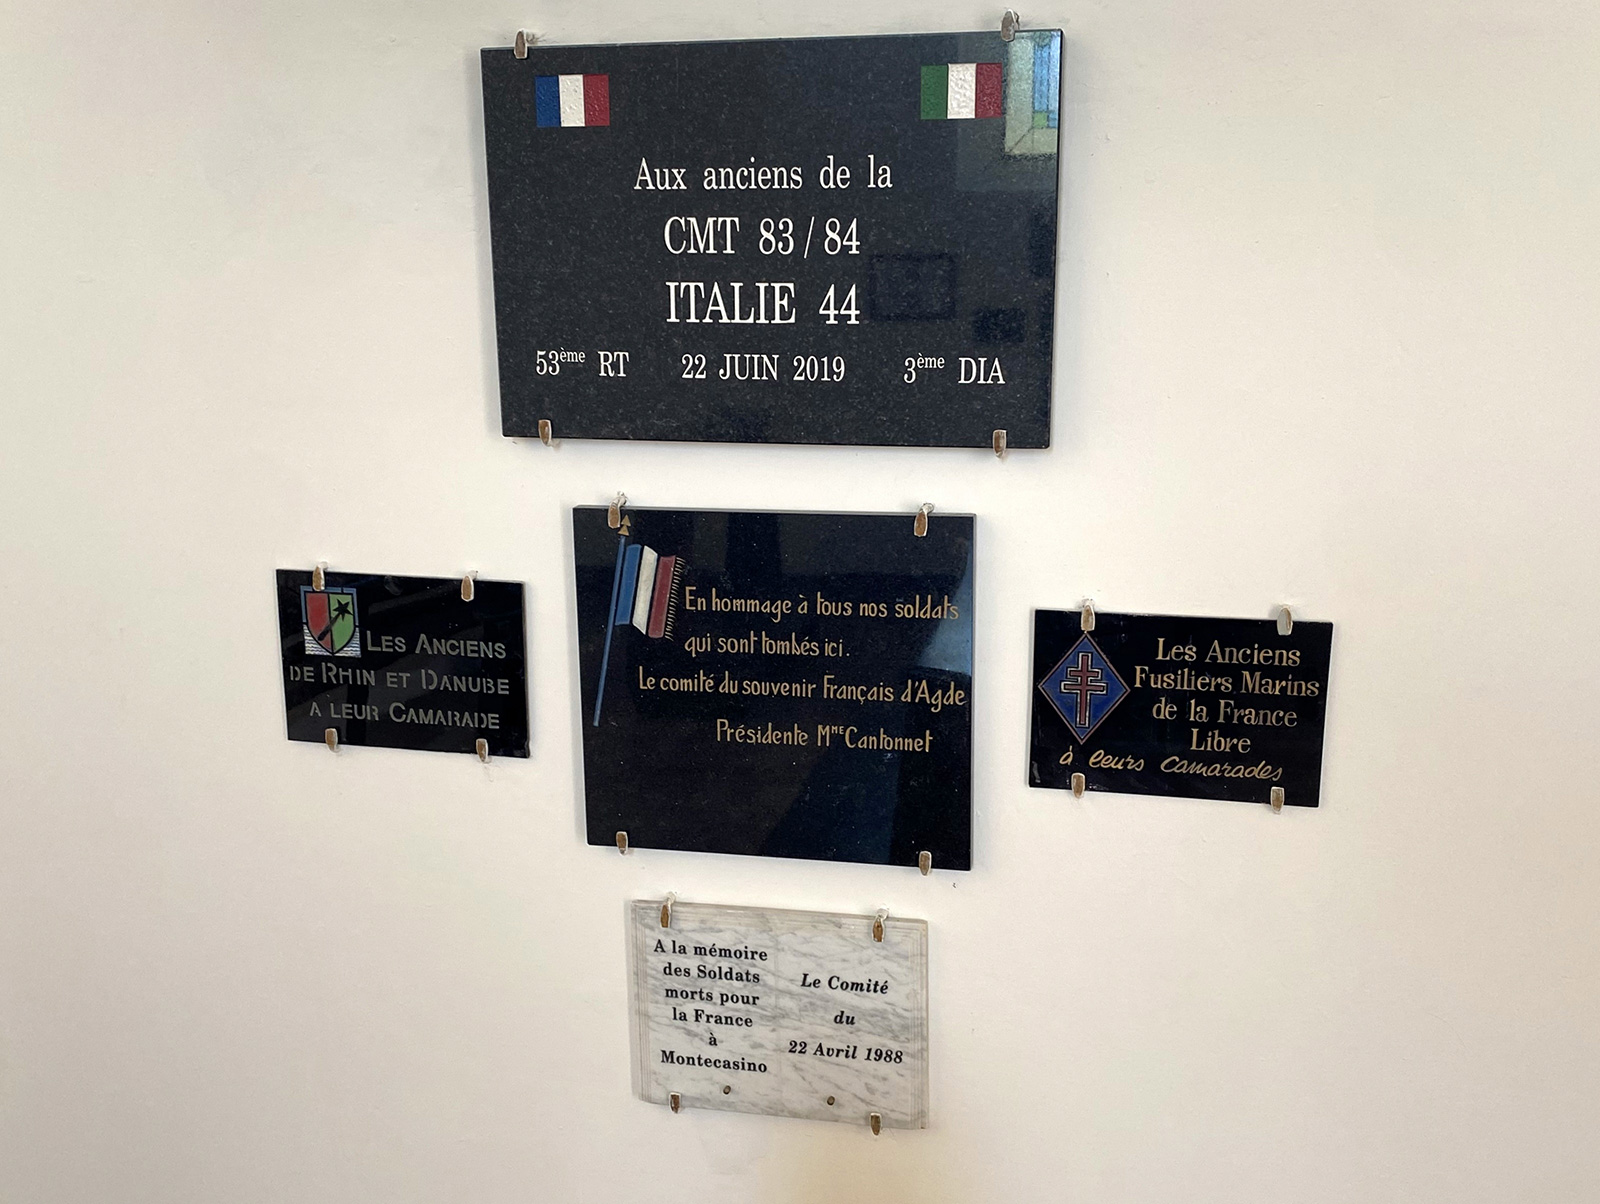 Aux anciens de la
CMT 83/84
ITALIE 44
53ème RT 22 JUIN 2019 3ème DIA
Les Anciens
de Rhin et Danube
a leur Camarade
En hommage à tous nos soldats
qui sont tombés ici.
Le comité du souvenir Français d'Agde
Présidente Mme Cantonnet
Les Anciens
Fusiliers Marins
de la France
Libre
à leurs camarades
A la mémoire
des Soldats
morts pour
la France
à
Montecasino
Le Comité
du
22 Avril 1988